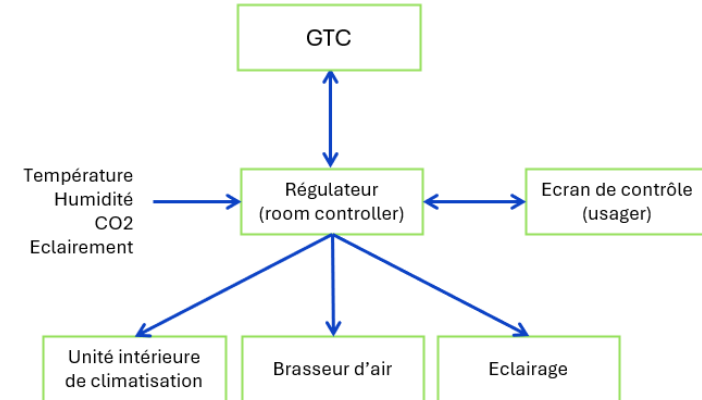 GTC
Température
Humidité
CO2
Eclairement
Régulateur
(room controller)
Ecran de contrôle
(usager)
Unité intérieure
de climatisation
Brasseur d’air
Eclairage